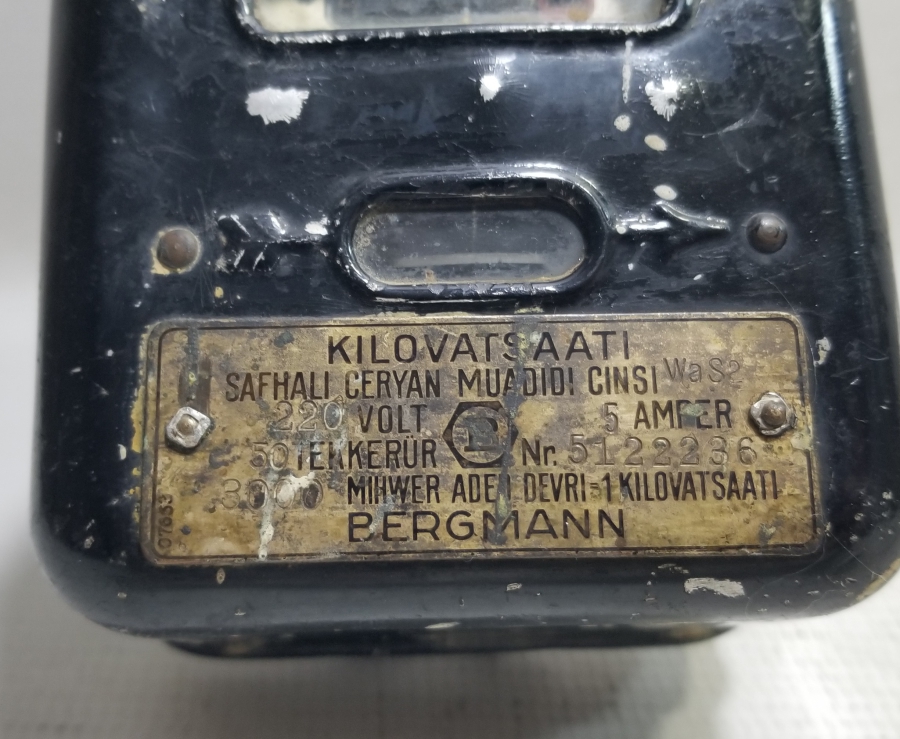 KILOVATSAATI
SAFHALI CERYAN MUADIDI CINSI WaS2
220 VOLT B 5 AMPER
50 TEKKERÜR Nr. 5122236
3000 MIHWER ADEDI DEVRI=1 KILOVATSAATI
BERGMANN
07633